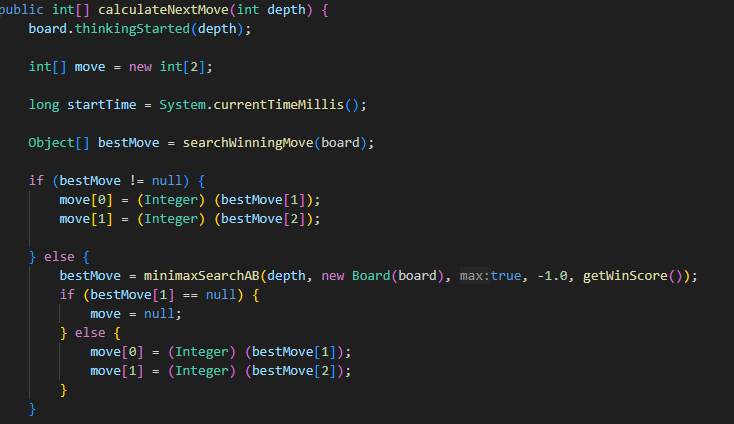 public int[] calculateNextMove(int depth) {
board.thinkingStarted(depth);
int[] move = new int[2];
long startTime = System.currentTimeMillis();
Object[] bestMove = searchWinningMove(board);
if (bestMove != null) {
move[0] = (Integer) (bestMove[1]);
move[1] = (Integer) (bestMove[2]);
} else {
bestMove = minimaxSearchAB(depth, new Board(board), max:true, -1.0, getWinScore());
if (bestMove[1] == null) {
move = null;
} else {
move[0] = (Integer) (bestMove[1]);
move[1] = (Integer) (bestMove[2]);
}
}